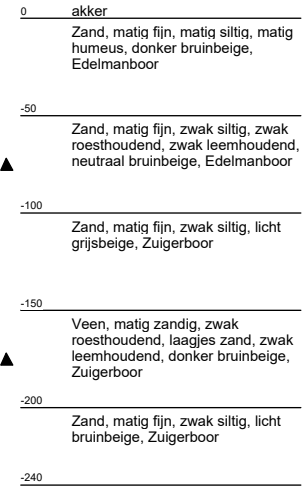 0 akker
Zand, matig fijn, matig siltig, matig
humeus, donker bruinbeige,
Edelmanboor
-50
Zand, matig fijn, zwak siltig, zwak
roesthoudend, zwak leemhoudend,
neutraal bruinbeige, Edelmanboor
-100
Zand, matig fijn, zwak siltig, licht
grijsbeige, Zuigerboor
-150
Veen, matig zandig, zwak
roesthoudend, laagjes zand, zwak
leemhoudend, donker bruinbeige,
Zuigerboor
-200
Zand, matig fijn, zwak siltig, licht
bruinbeige, Zuigerboor
-240